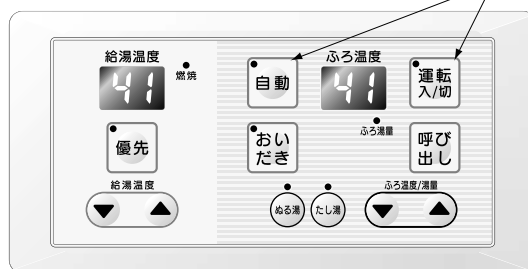 給湯温度
41
燃焼
優先
給湯温度
自動
ふろ温度
41
運転
入/切
ふろ湯量
おい
だき
呼び
出し
ぬる湯
たし湯
ふろ温度/湯量